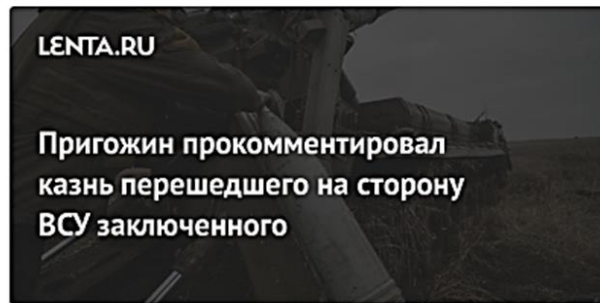 LENTA.RU
Пригожин прокомментировал
казнь перешедшего на сторону
ВСУ заключенного